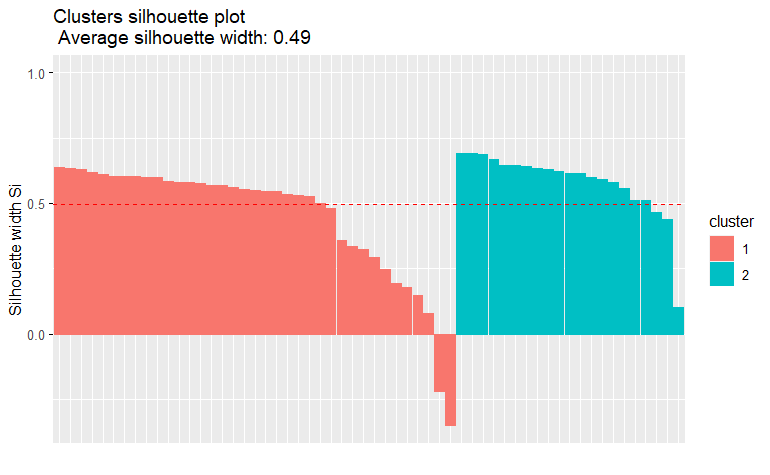 Clusters silhouette plot
Average silhouette width: 0.49
1.0
0.5
0.0
Silhouette width Si
cluster
1
2